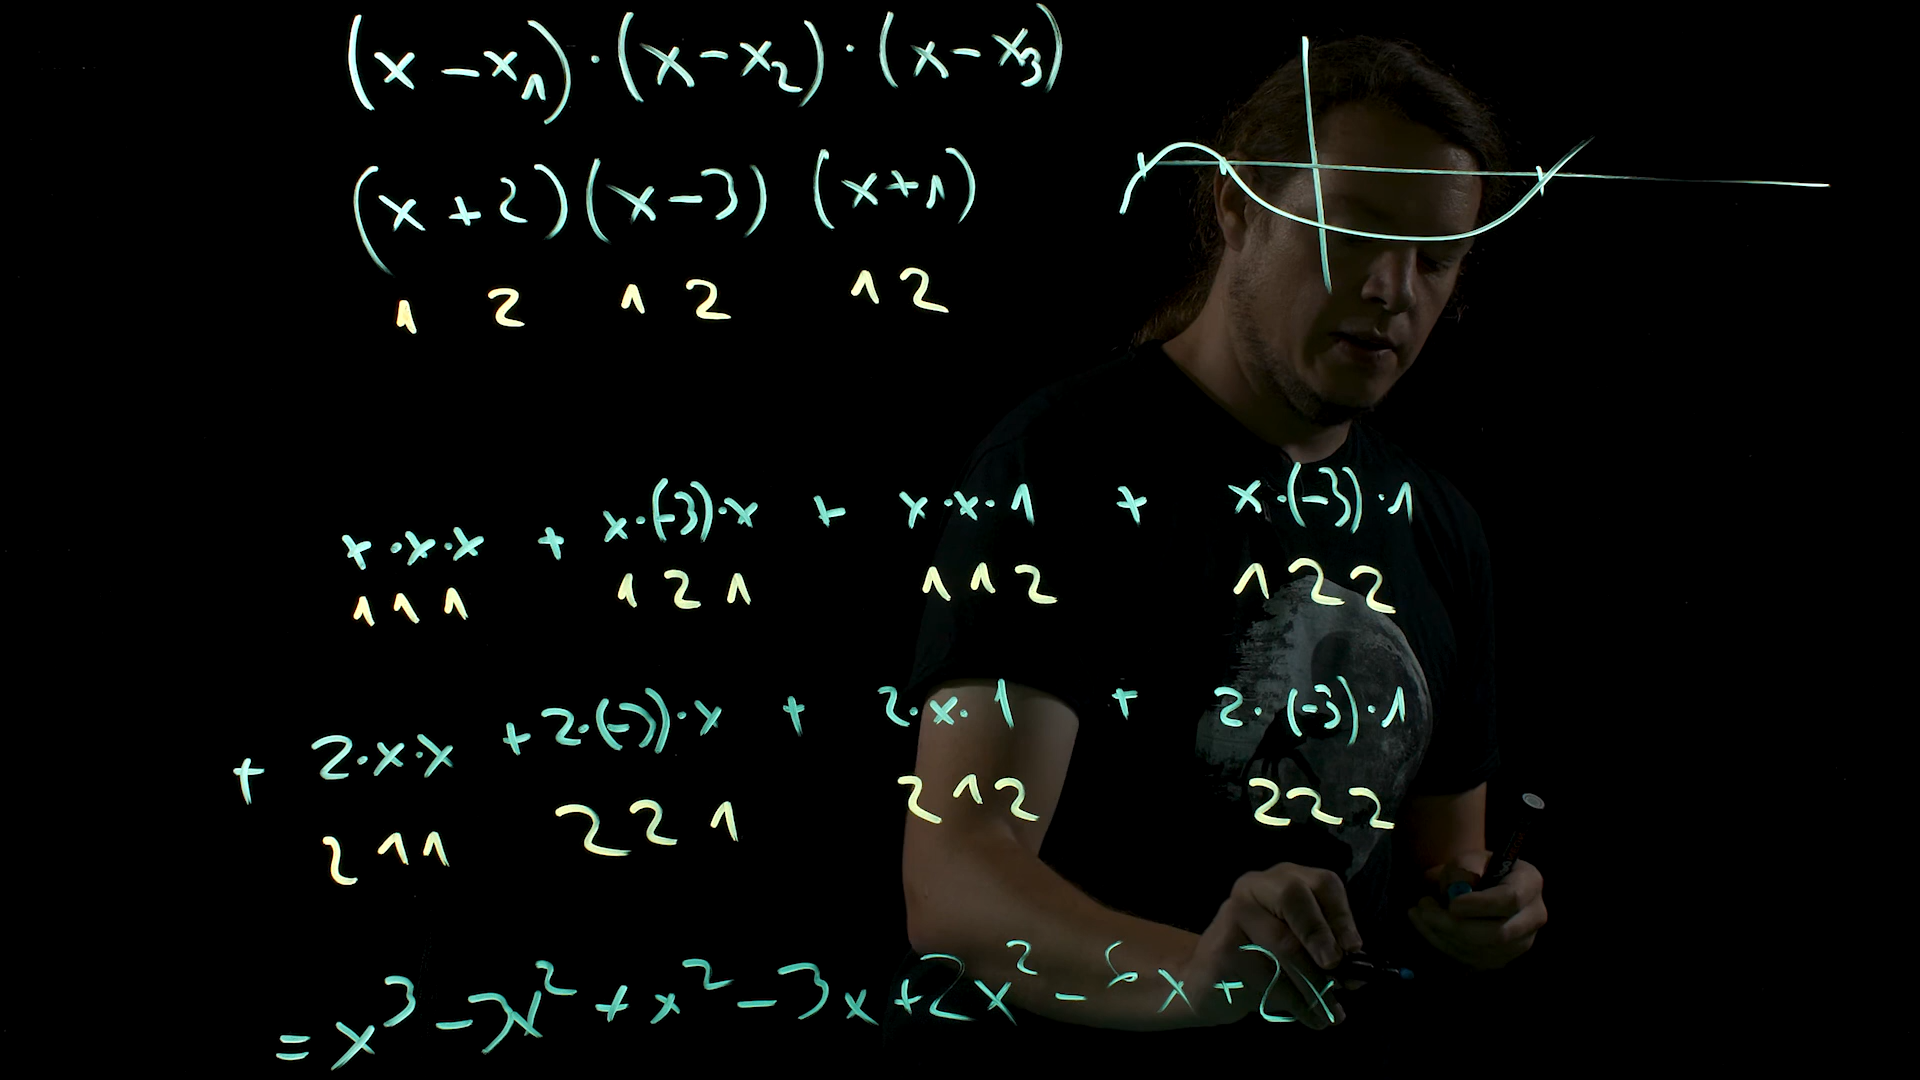 (x - x₁) · (x - x₂) · (x - x₃)
(x + 2) (x - 3) (x + 1)
1 2 1 2 1 2
x · x · x + x · (-3) · x + x · x · 1 + x · (-3) · 1
1 1 1 1 2 1 1 1 2 1 2 2
+ 2 · x · x + 2 · (-3) · x + 2 · x · 1 + 2 · (-3) · 1
2 1 1 2 2 1 2 1 2 2 2 2
= x³ - 3x² + x² - 3x + 2x² - 6x + 2x